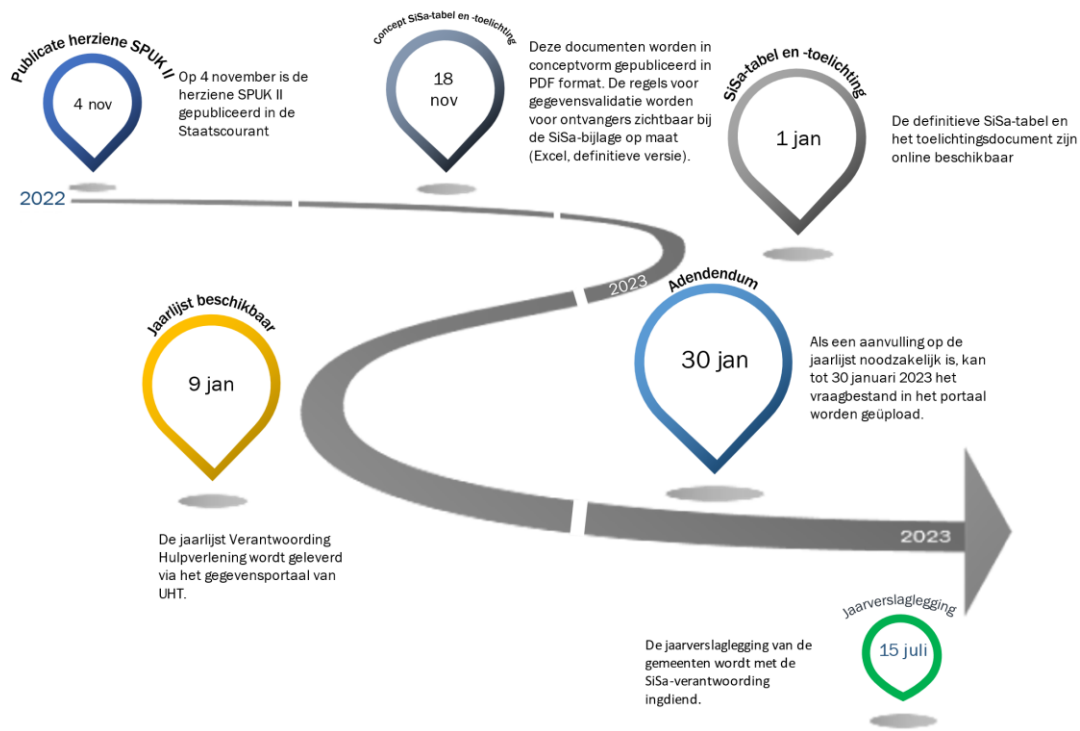 Publicate herziene SPUK II
4 nov
Op 4 november is de
herziene SPUK II
gepubliceerd in de
Staatscourant
Concept SiSa-tabel en -toelichting
18
nov
Deze documenten worden in
conceptvorm gepubliceerd in
PDF format. De regels voor
gegevensvalidatie worden
voor ontvangers zichtbaar bij
de SiSa-bijlage op maat
(Excel, definitieve versie).
SiSa-tabel en -toelichting
1 jan
De definitieve SiSa-tabel en
het toelichtingsdocument zijn
online beschikbaar
2022
2023
Jaarlijst beschikbaar
9 jan
De jaarlijst Verantwoording
Hulpverlening wordt geleverd
via het gegevensportaal van
UHT.
Adendendum
30 jan
Als een aanvulling op de
jaarlijst noodzakelijk is, kan
tot 30 januari 2023 het
vraagbestand in het portaal
worden geüpload.
2023
Jaarverslaglegging
15 juli
De jaarverslaglegging van de
gemeenten wordt met de
SiSa-verantwoording
ingdiend.